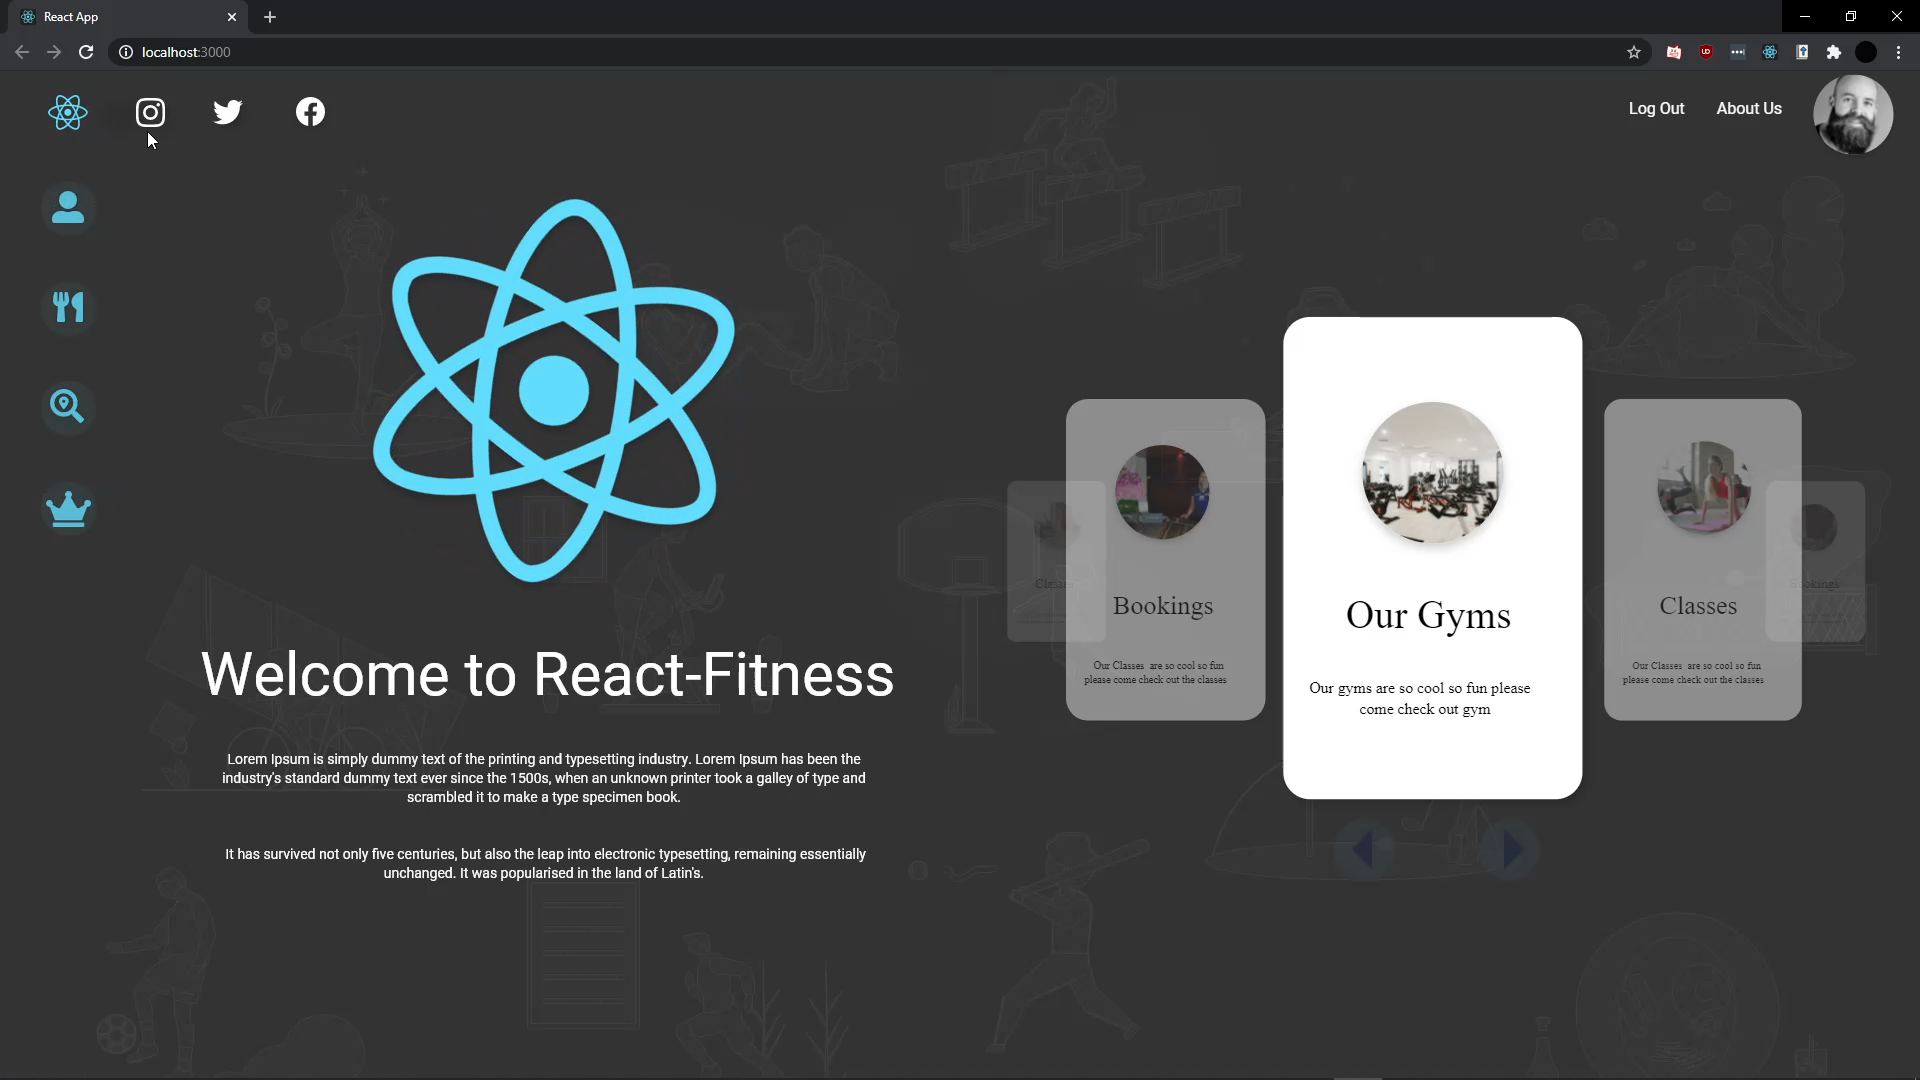 React App
localhost:3000
Log Out
About Us
Welcome to React-Fitness
Lorem Ipsum is simply dummy text of the printing and typesetting industry. Lorem Ipsum has been the
industry's standard dummy text ever since the 1500s, when an unknown printer took a galley of type and
scrambled it to make a type specimen book.
It has survived not only five centuries, but also the leap into electronic typesetting, remaining essentially
unchanged. It was popularised in the land of Latin's.
Classes
Bookings
Our Classes are so cool so fun
please come check out the classes
Our Gyms
Our gyms are so cool so fun please
come check out gym
Classes
Our Classes are so cool so fun
please come check out the classes
Bookings